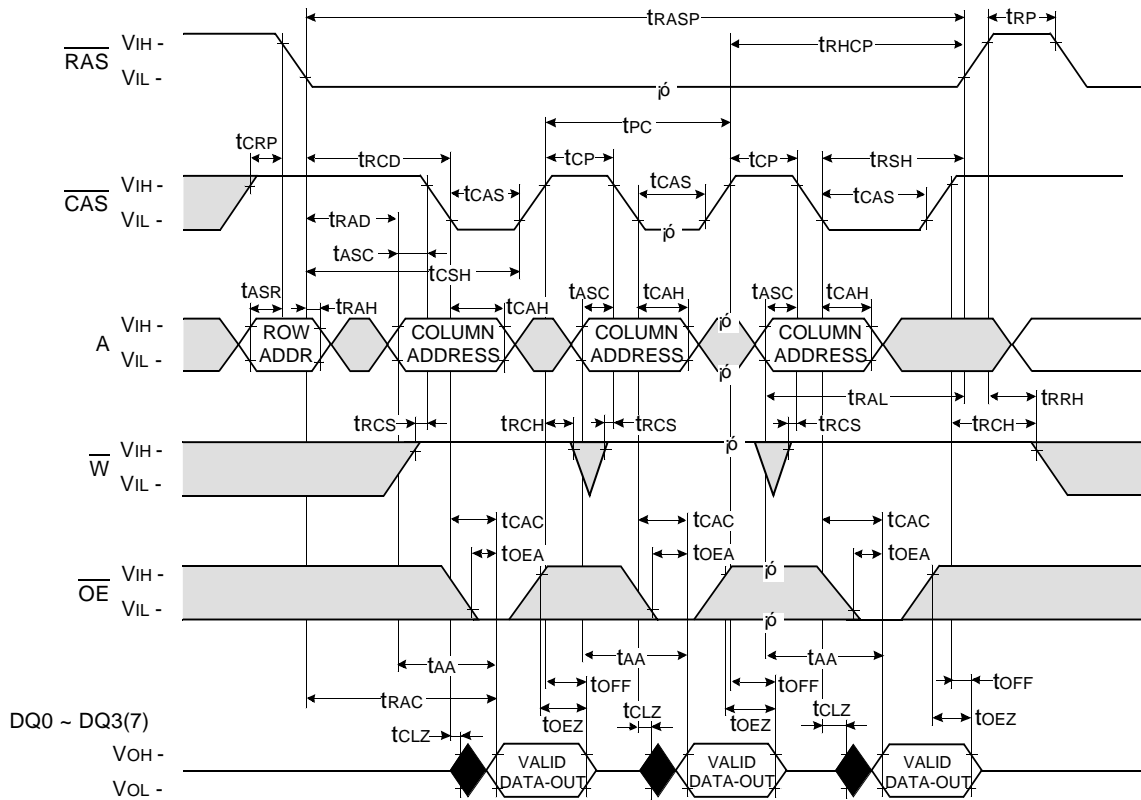 tRASP
tRP
VIH -
RAS
VIL -
tRHCP
¡ó
tPC
tCRP
tRCD
tCP
tCP
tRSH
VIH -
CAS
VIL -
tCAS
tCAS
tCAS
¡ó
tRAD
tASC
tCSH
tASR
tRAH
tCAH
tASC
tCAH
tASC
tCAH
VIH -
A
VIL -
ROW
ADDR
COLUMN
ADDRESS
COLUMN
ADDRESS
¡ó
¡ó
COLUMN
ADDRESS
tRAL
tRRH
tRCS
tRCH
tRCS
tRCS
tRCH
VIH -
W
VIL -
¡ó
tCAC
tCAC
tCAC
tOEA
tOEA
tOEA
VIH -
OE
VIL -
¡ó
¡ó
tAA
tAA
tAA
tOFF
tOFF
tOFF
tRAC
DQ0 ~ DQ3(7)
tCLZ
tOEZ
tCLZ
tOEZ
tCLZ
tOEZ
VOH -
VOL -
VALID
DATA-OUT
VALID
DATA-OUT
VALID
DATA-OUT